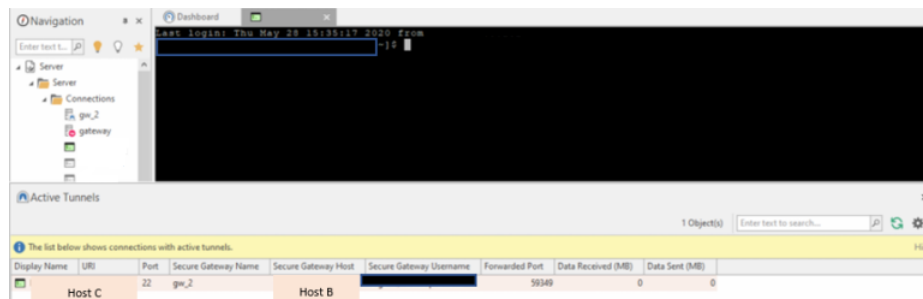 Navigation
Dashboard
Enter text t...
Server
Server
Connections
gw_2
gateway
Last login: Thu May 28 15:35:17 2020 from
~]$
Active Tunnels
1 Object(s)
Enter text to search...
The list below shows connections with active tunnels.
Hi
Display Name URI Port Secure Gateway Name Secure Gateway Host Secure Gateway Username Forwarded Port Data Received (MB) Data Sent (MB)
Host C 22 gw_2 Host B 59349 0 0